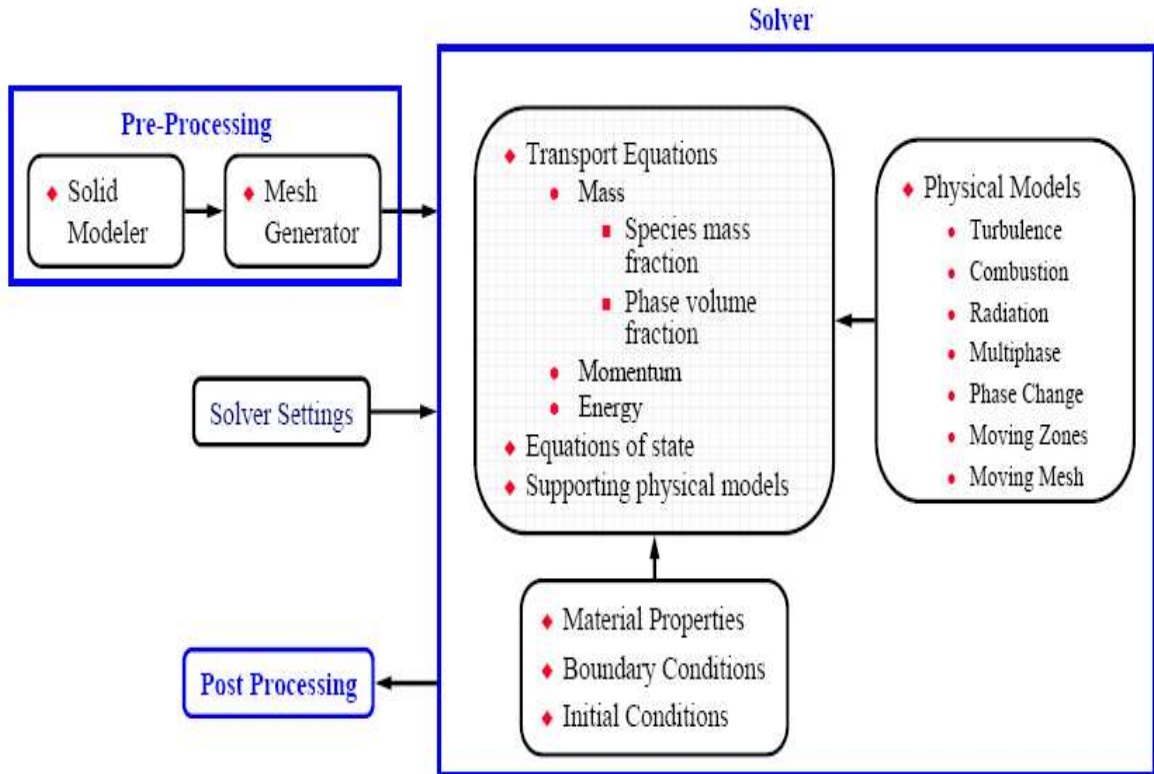 Solver
Pre-Processing
Solid
Modeler
Mesh
Generator
Transport Equations
Mass
Species mass
fraction
Phase volume
fraction
Momentum
Energy
Equations of state
Supporting physical models
Physical Models
Turbulence
Combustion
Radiation
Multiphase
Phase Change
Moving Zones
Moving Mesh
Solver Settings
Material Properties
Boundary Conditions
Initial Conditions
Post Processing